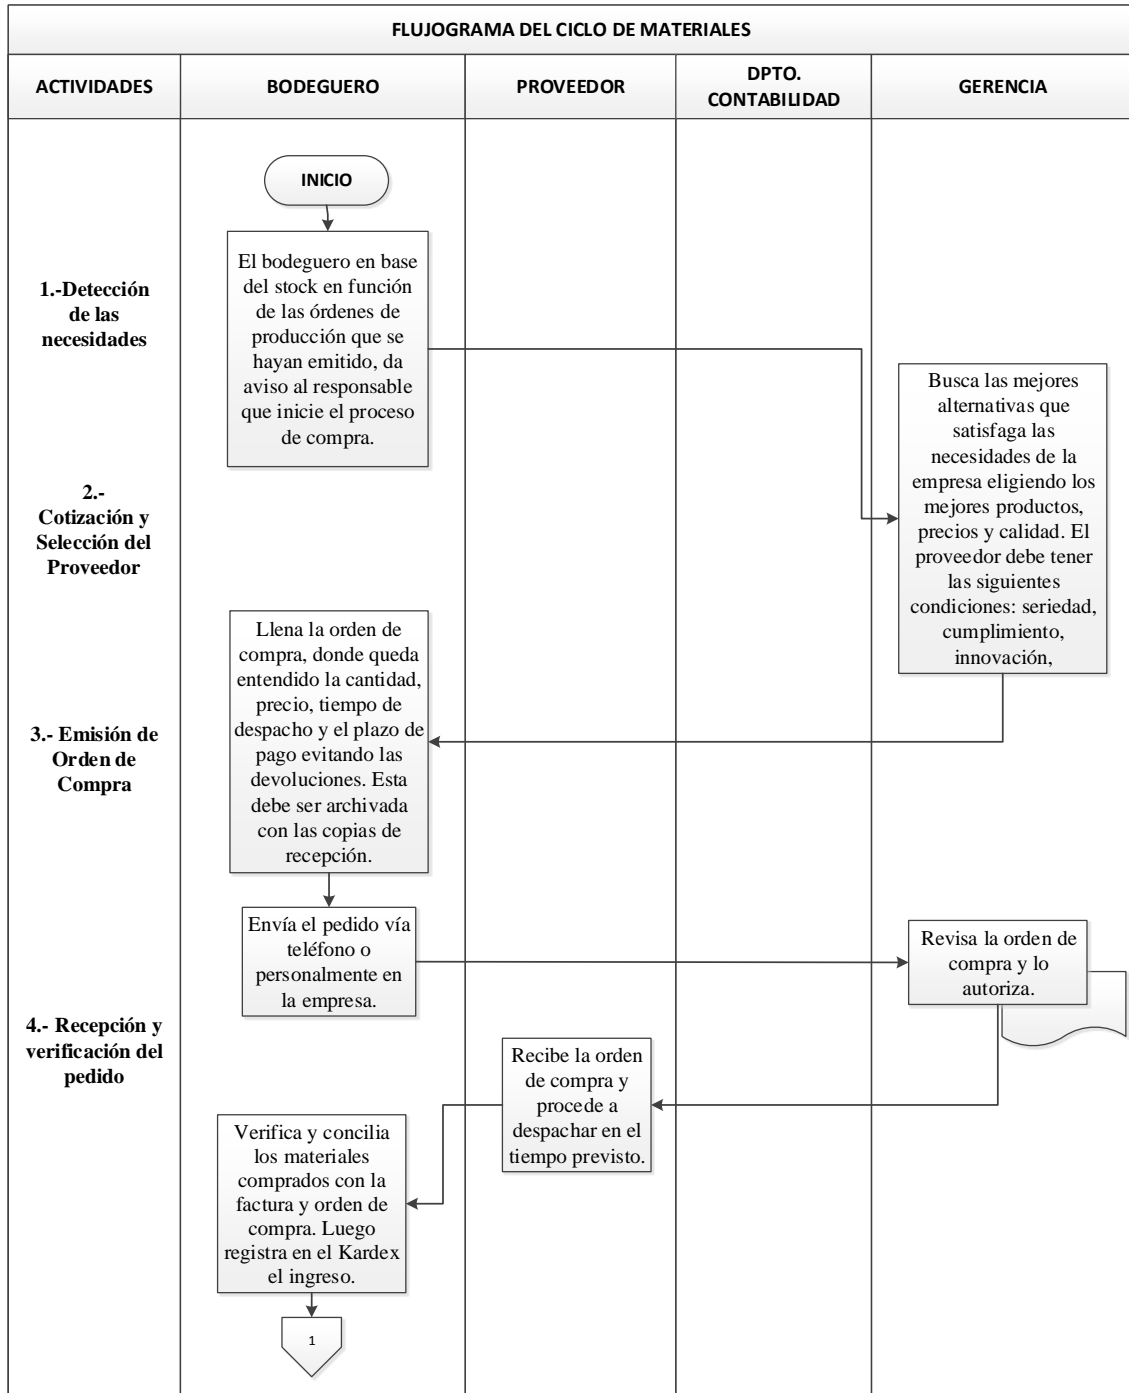 FLUJOGRAMA DEL CICLO DE MATERIALES
ACTIVIDADES
BODEGUERO
PROVEEDOR
DPTO.
CONTABILIDAD
GERENCIA
INICIO
1.-Detección
de las
necesidades
El bodeguero en base
del stock en función
de las órdenes de
producción que se
hayan emitido, da
aviso al responsable
que inicie el proceso
de compra.
Busca las mejores
alternativas que
satisfaga las
necesidades de la
empresa eligiendo los
mejores productos,
precios y calidad. El
proveedor debe tener
las siguientes
condiciones: seriedad,
cumplimiento,
innovación,
2.-
Cotización y
Selección del
Proveedor
Llena la orden de
compra, donde queda
entendido la cantidad,
precio, tiempo de
despacho y el plazo de
pago evitando las
devoluciones. Esta
debe ser archivada
con las copias de
recepción.
3.- Emisión de
Orden de
Compra
Envía el pedido vía
teléfono o
personalmente en
la empresa.
Revisa la orden de
compra y lo
autoriza.
4.- Recepción y
verificación del
pedido
Recibe la orden
de compra y
procede a
despachar en el
tiempo previsto.
Verifica y concilia
los materiales
comprados con la
factura y orden de
compra. Luego
registra en el Kardex
el ingreso.
1